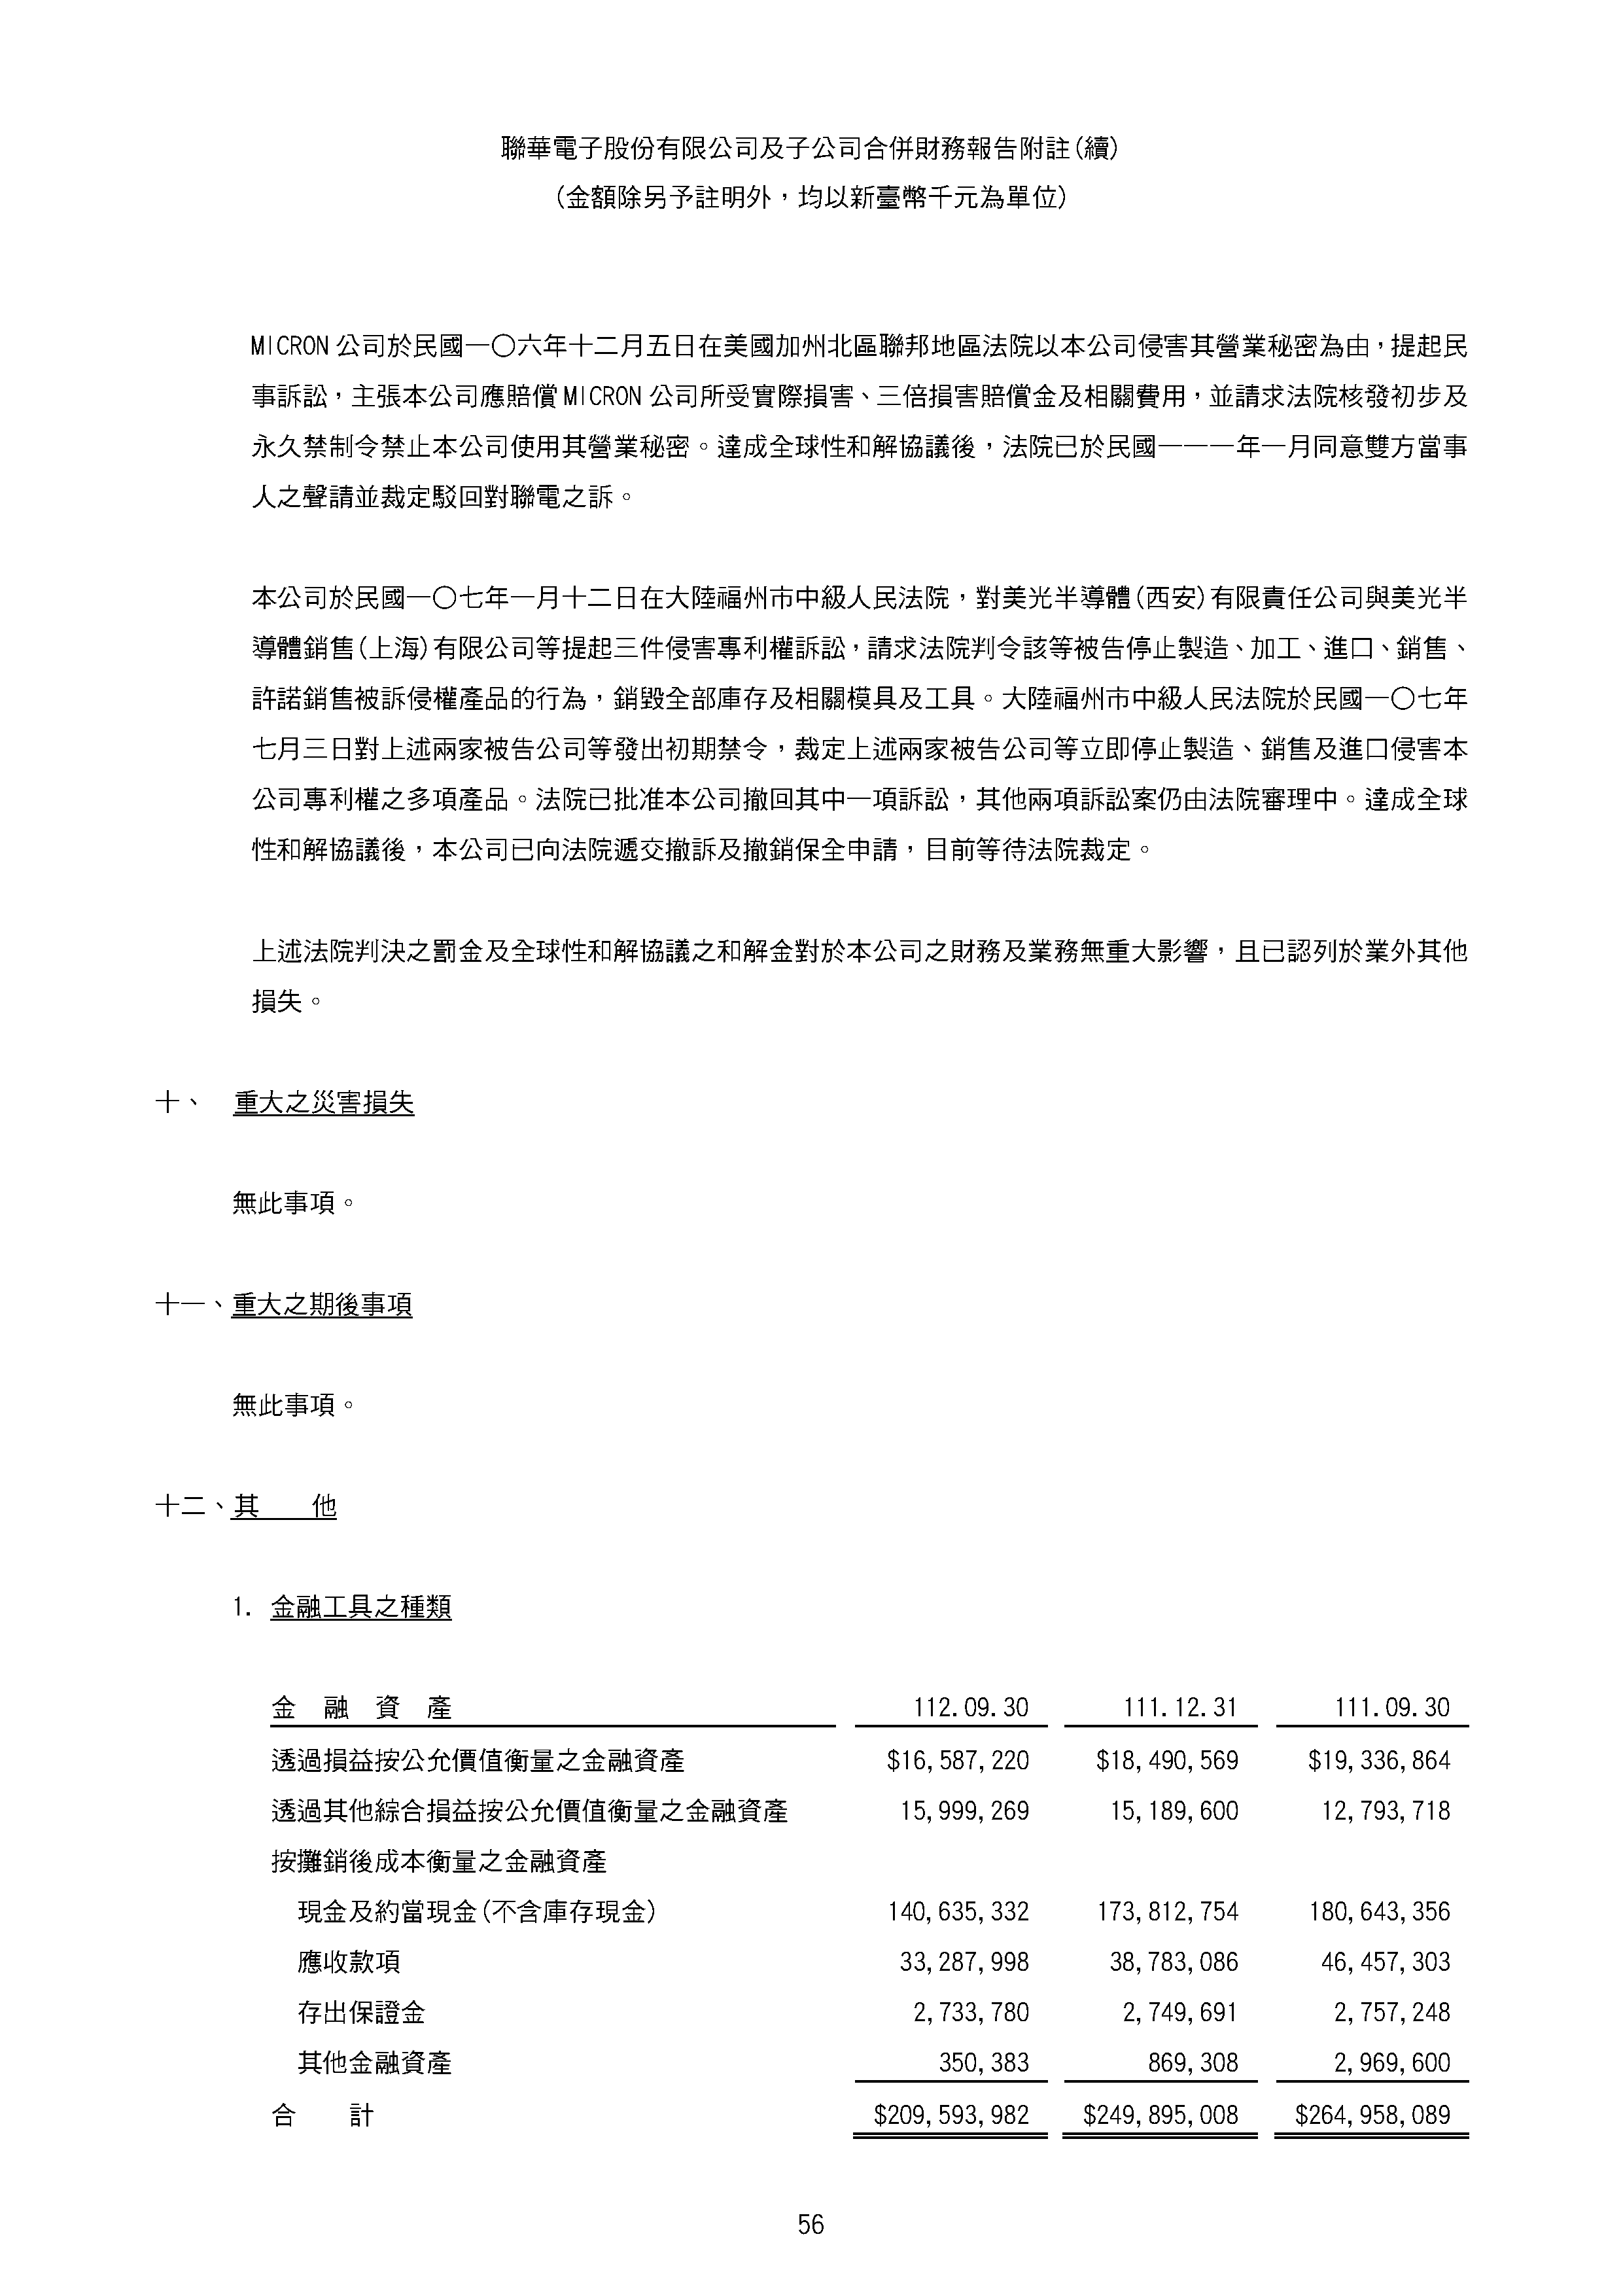 聯華電子股份有限公司及子公司合併財務報告附註(續)
(金額除另予註明外，均以新臺幣千元為單位)
MICRON 公司於民國一〇六年十二月五日在美國加州北區聯邦地區法院以本公司侵害其營業秘密為由，提起民
事訴訟，主張本公司應賠償 MICRON 公司所受實際損害、三倍損害賠償金及相關費用，並請求法院核發初步及
永久禁制令禁止本公司使用其營業秘密。達成全球性和解協議後，法院已於民國一一一年一月同意雙方當事
人之聲請並裁定駁回對聯電之訴。
本公司於民國一〇七年一月十二日在大陸福州市中級人民法院，對美光半導體(西安)有限責任公司與美光半
導體銷售(上海)有限公司等提起三件侵害專利權訴訟，請求法院判令該等被告停止製造、加工、進口、銷售、
許諾銷售被訴侵權產品的行為，銷毀全部庫存及相關模具及工具。大陸福州市中級人民法院於民國一〇七年
七月三日對上述兩家被告公司等發出初期禁令，裁定上述兩家被告公司等立即停止製造、銷售及進口侵害本
公司專利權之多項產品。法院已批准本公司撤回其中一項訴訟，其他兩項訴訟案仍由法院審理中。達成全球
性和解協議後，本公司已向法院遞交撤訴及撤銷保全申請，目前等待法院裁定。
上述法院判決之罰金及全球性和解協議之和解金對於本公司之財務及業務無重大影響，且已認列於業外其他
損失。
十、 重大之災害損失
無此事項。
十一、重大之期後事項
無此事項。
十二、其 他
1. 金融工具之種類
金 融 資 產 112.09.30 111.12.31 111.09.30
透過損益按公允價值衡量之金融資產 $16,587,220 $18,490,569 $19,336,864
透過其他綜合損益按公允價值衡量之金融資產 15,999,269 15,189,600 12,793,718
按攤銷後成本衡量之金融資產
現金及約當現金(不含庫存現金) 140,635,332 173,812,754 180,643,356
應收款項 33,287,998 38,783,086 46,457,303
存出保證金 2,733,780 2,749,691 2,757,248
其他金融資產 350,383 869,308 2,969,600
合 計 $209,593,982 $249,895,008 $264,958,089
56